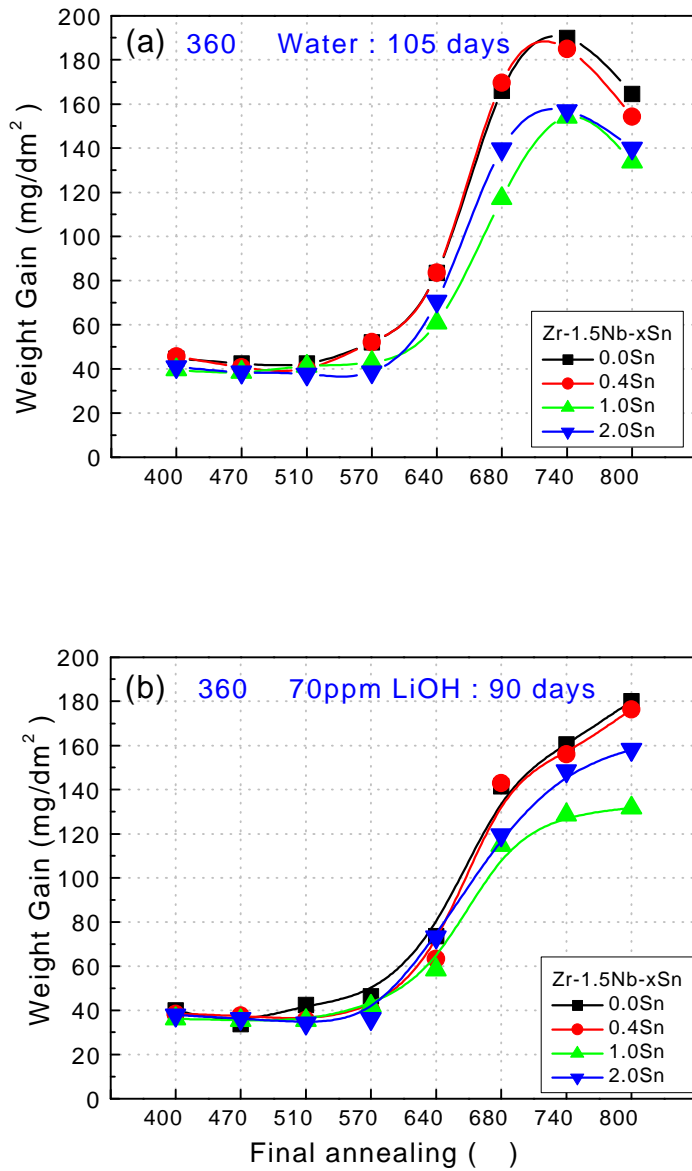 (a) 360 Water : 105 days
Weight Gain (mg/dm²)
200
180
160
140
120
100
80
60
40
20
0
Zr-1.5Nb-xSn
0.0Sn
0.4Sn
1.0Sn
2.0Sn
400 470 510 570 640 680 740 800
(b) 360 70ppm LiOH : 90 days
Weight Gain (mg/dm²)
200
180
160
140
120
100
80
60
40
20
0
Zr-1.5Nb-xSn
0.0Sn
0.4Sn
1.0Sn
2.0Sn
400 470 510 570 640 680 740 800
Final annealing ( )